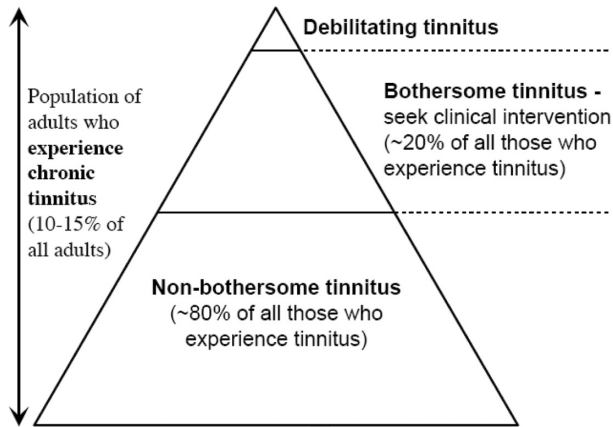 Debilitating tinnitus
Population of
adults who
experience
chronic
tinnitus
(10-15% of
all adults)
Bothersome tinnitus -
seek clinical intervention
(~20% of all those who
experience tinnitus)
Non-bothersome tinnitus
(~80% of all those who
experience tinnitus)